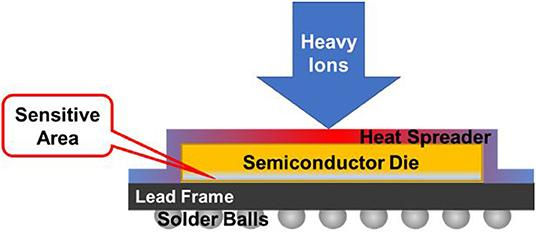 Heavy
Ions
Sensitive
Area
Heat Spreader
Semiconductor Die
Lead Frame
Solder Balls